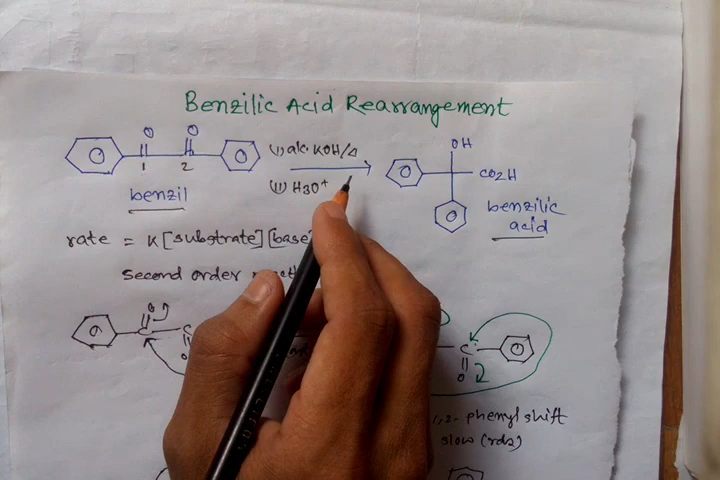 Benzilic Acid Rearrangement
O O (i) alc. KOH/Δ OH
1 2 CO2H
benzil (ii) H3O+ benzilic
acid
rate = K[substrate][base]
second order
O
C C C
O O
1,2- phenyl shift
slow (rds)